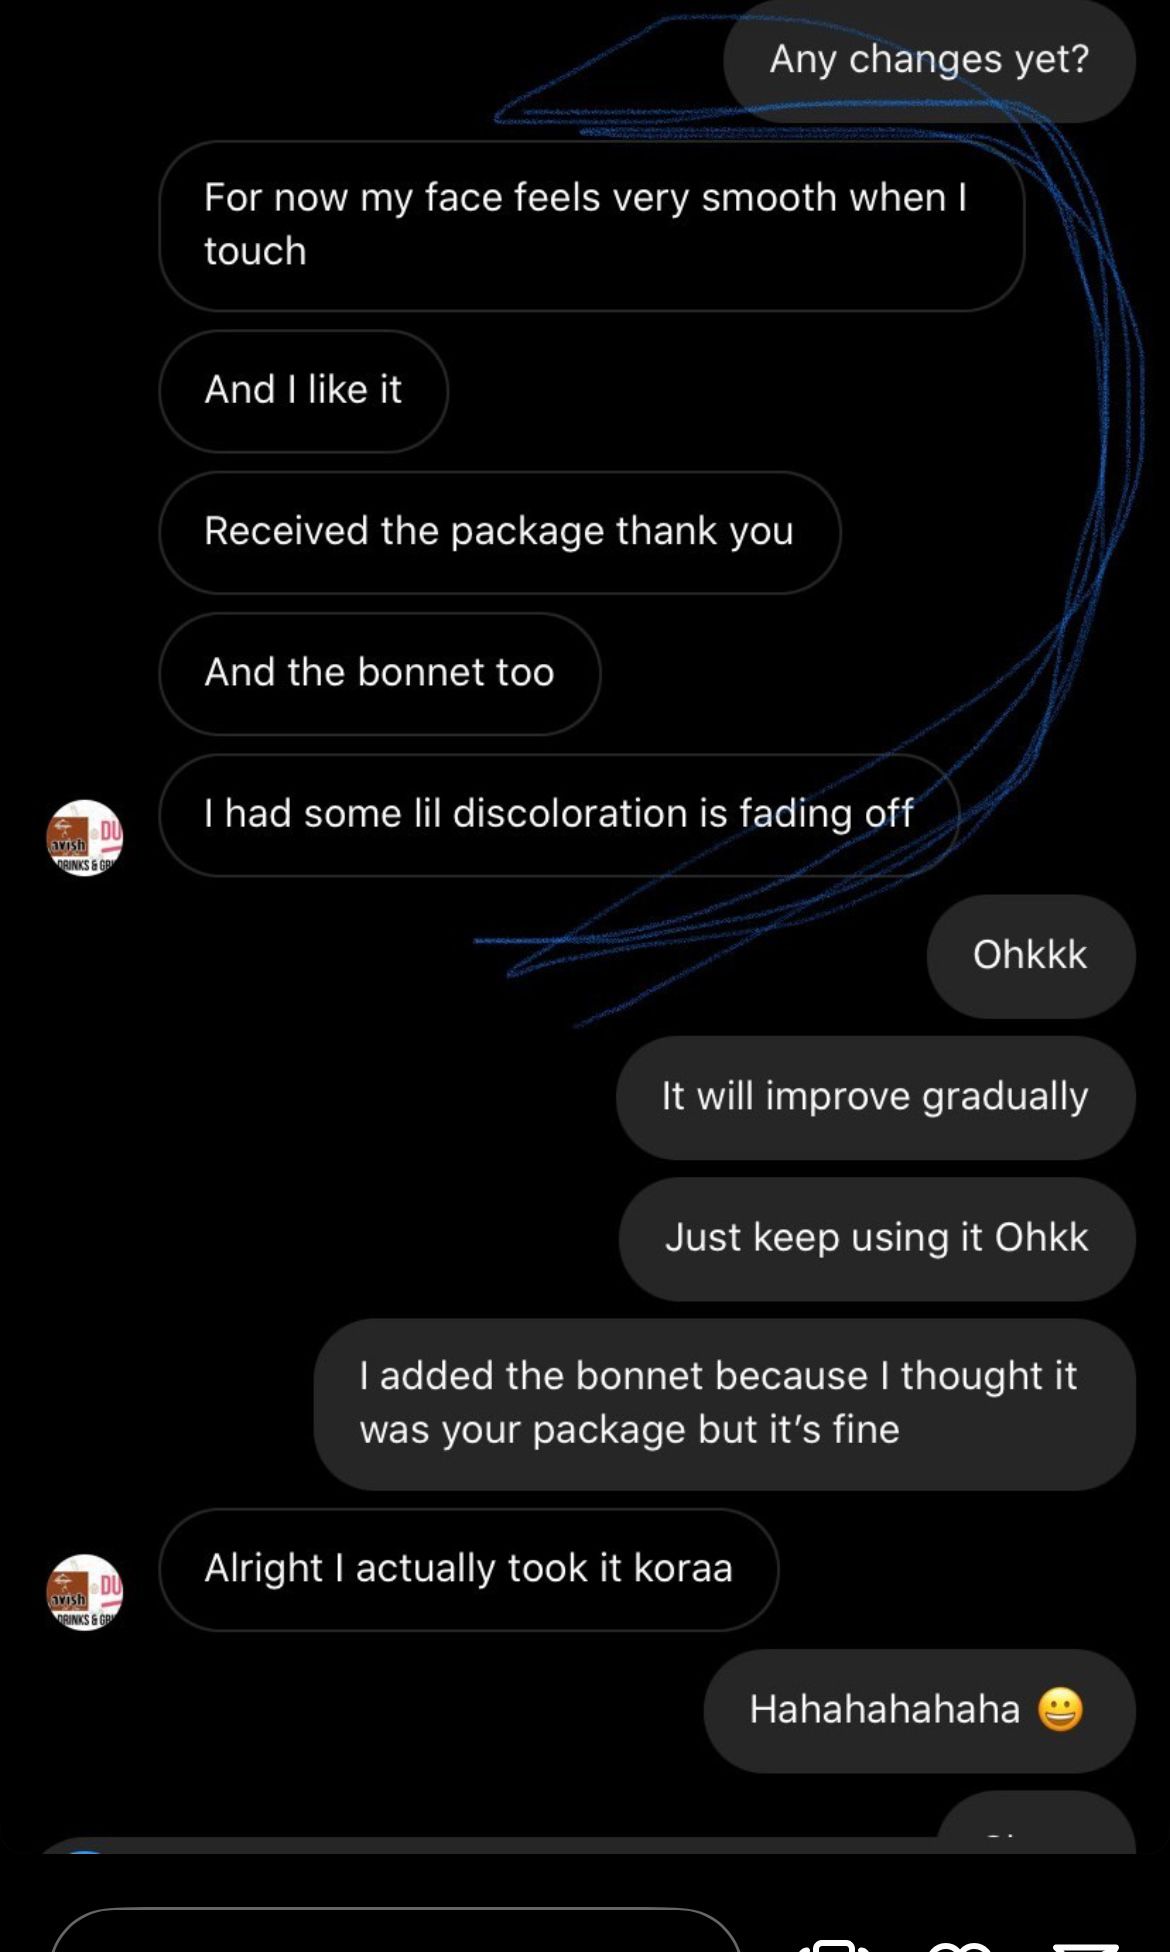 Any changes yet?
For now my face feels very smooth when I
touch
And I like it
Received the package thank you
And the bonnet too
I had some lil discoloration is fading off
avish
DU
DRINKS & GR
Ohkkk
It will improve gradually
Just keep using it Ohkk
I added the bonnet because I thought it
was your package but it's fine
Alright I actually took it koraa
avish
DU
DRINKS & GR
Hahahahahaha 😀